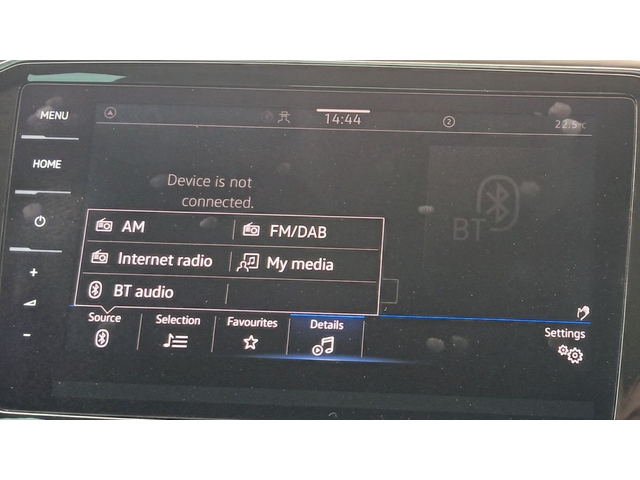 MENU
14:44
2
22.5°C
HOME
Device is not
connected.
BT
AM
FM/DAB
Internet radio
My media
BT audio
+
-
Source
Selection
Favourites
Details
Settings